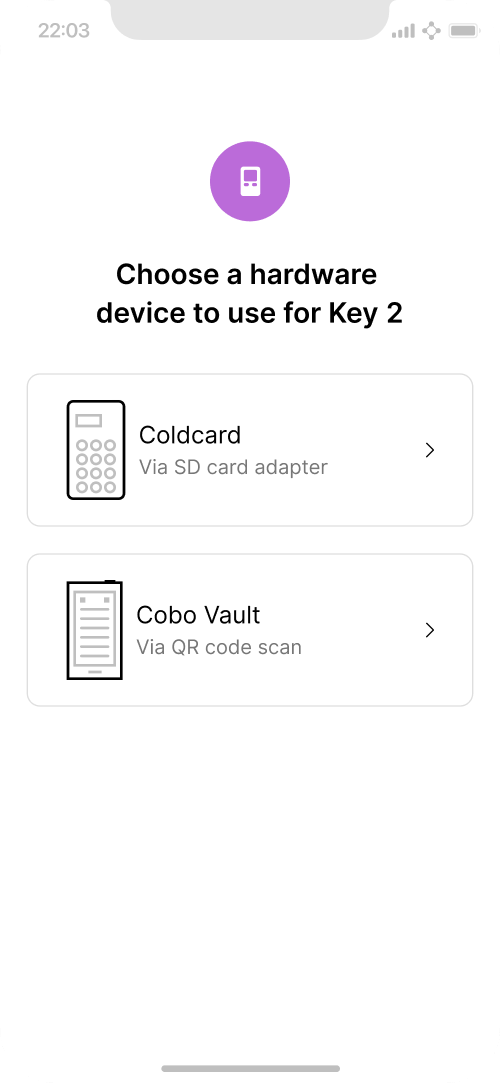 22:03
Choose a hardware
device to use for Key 2
Coldcard
Via SD card adapter
Cobo Vault
Via QR code scan